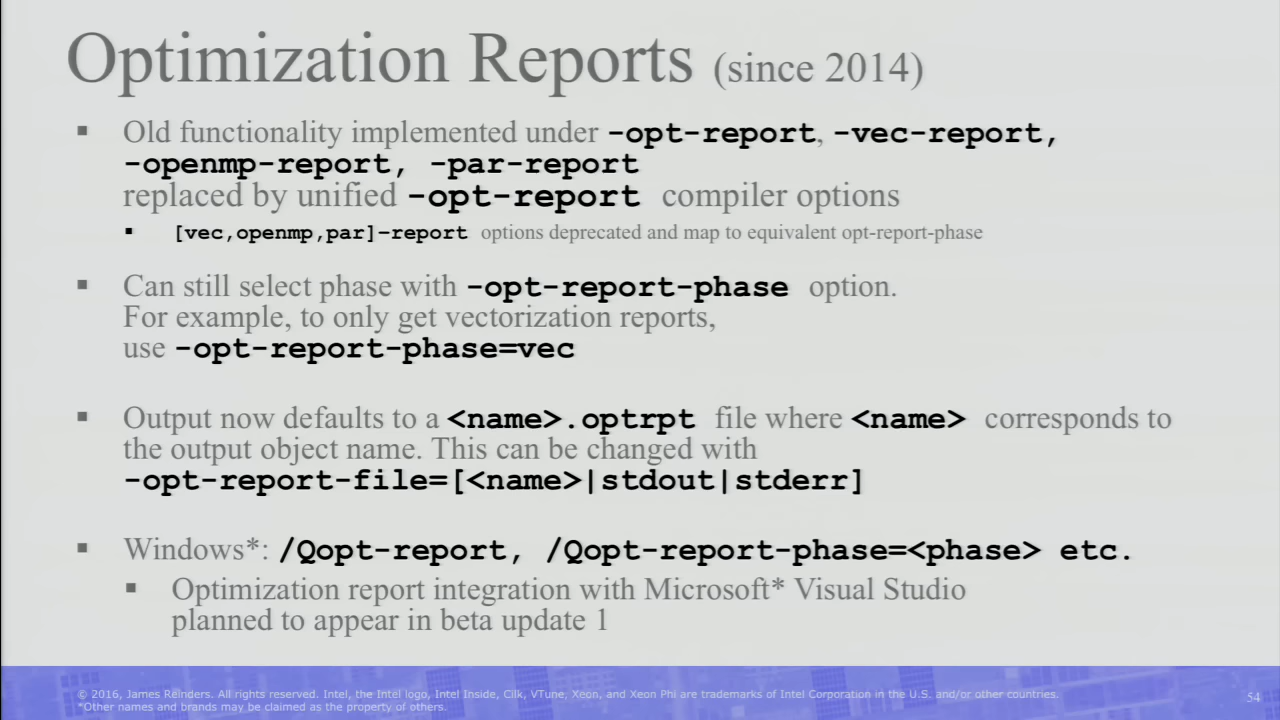 Optimization Reports (since 2014)
▪ Old functionality implemented under -opt-report, -vec-report,
-openmp-report, -par-report
replaced by unified -opt-report compiler options
▪ [vec,openmp,par]-report options deprecated and map to equivalent opt-report-phase
▪ Can still select phase with -opt-report-phase option.
For example, to only get vectorization reports,
use -opt-report-phase=vec
▪ Output now defaults to a <name>.optrpt file where <name> corresponds to
the output object name. This can be changed with
-opt-report-file=[<name>|stdout|stderr]
▪ Windows*: /Qopt-report, /Qopt-report-phase=<phase> etc.
▪ Optimization report integration with Microsoft* Visual Studio
planned to appear in beta update 1
© 2016, James Reinders. All rights reserved. Intel, the Intel logo, Intel Inside, Cilk, VTune, Xeon, and Xeon Phi are trademarks of Intel Corporation in the U.S. and/or other countries.
*Other names and brands may be claimed as the property of others.
54